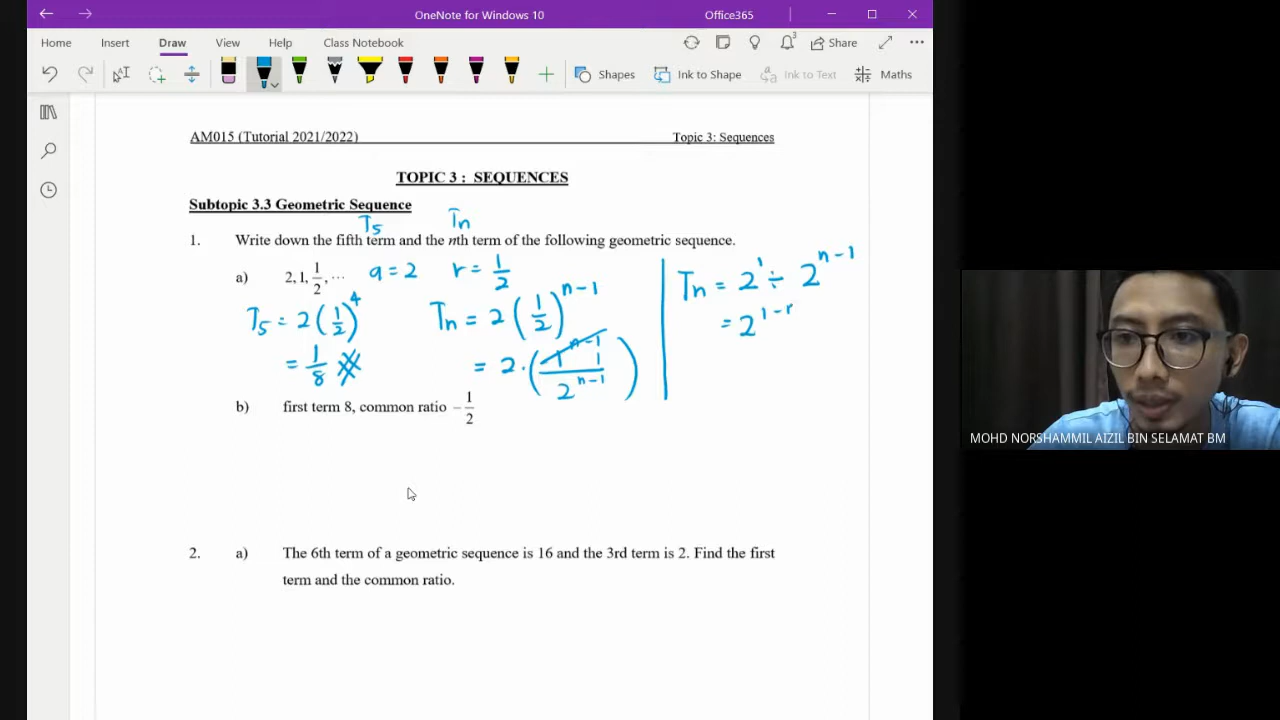 OneNote for Windows 10
Office365
Home Insert Draw View Help Class Notebook
3
Share
Shapes Ink to Shape Ink to Text Maths
AM015 (Tutorial 2021/2022) Topic 3: Sequences
TOPIC 3 : SEQUENCES
Subtopic 3.3 Geometric Sequence
T5 Tn
1. Write down the fifth term and the nth term of the following geometric sequence.
a) 2, 1, 1/2, ⋯ a = 2 r = 1/2
T5 = 2(1/2)^4
= 1/8
Tn = 2(1/2)^n-1
= 2·(1^n-1 1/2^n-1)
Tn = 2^1 ÷ 2^n-1
= 2^1-r
b) first term 8, common ratio −1/2
2. a) The 6th term of a geometric sequence is 16 and the 3rd term is 2. Find the first
term and the common ratio.
MOHD NORSHAMMIL AIZIL BIN SELAMAT BM